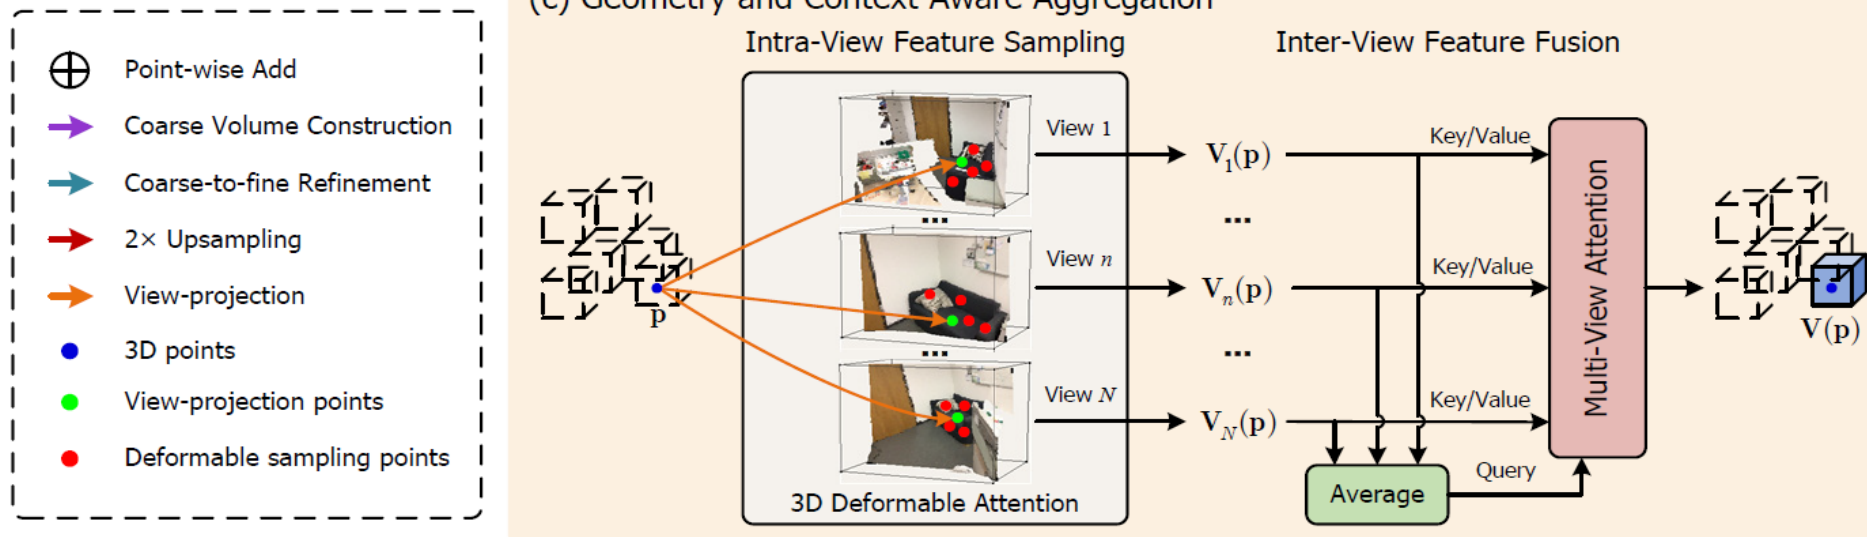 (c) Geometry and Context Aware Aggregation
Point-wise Add
Coarse Volume Construction
Coarse-to-fine Refinement
2× Upsampling
View-projection
3D points
View-projection points
Deformable sampling points
Intra-View Feature Sampling
Inter-View Feature Fusion
View 1
V₁(p)
Key/Value
...
...
p
View n
Vₙ(p)
Key/Value
...
...
View N
V_N(p)
Key/Value
3D Deformable Attention
Average
Query
Multi-View Attention
V(p)